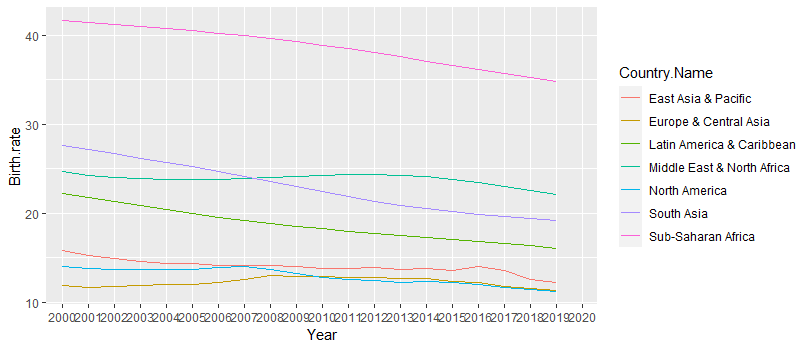 Birth.rate
40
30
20
10
2000 2001 2002 2003 2004 2005 2006 2007 2008 2009 2010 2011 2012 2013 2014 2015 2016 2017 2018 2019 2020
Year
Country.Name
East Asia & Pacific
Europe & Central Asia
Latin America & Caribbean
Middle East & North Africa
North America
South Asia
Sub-Saharan Africa